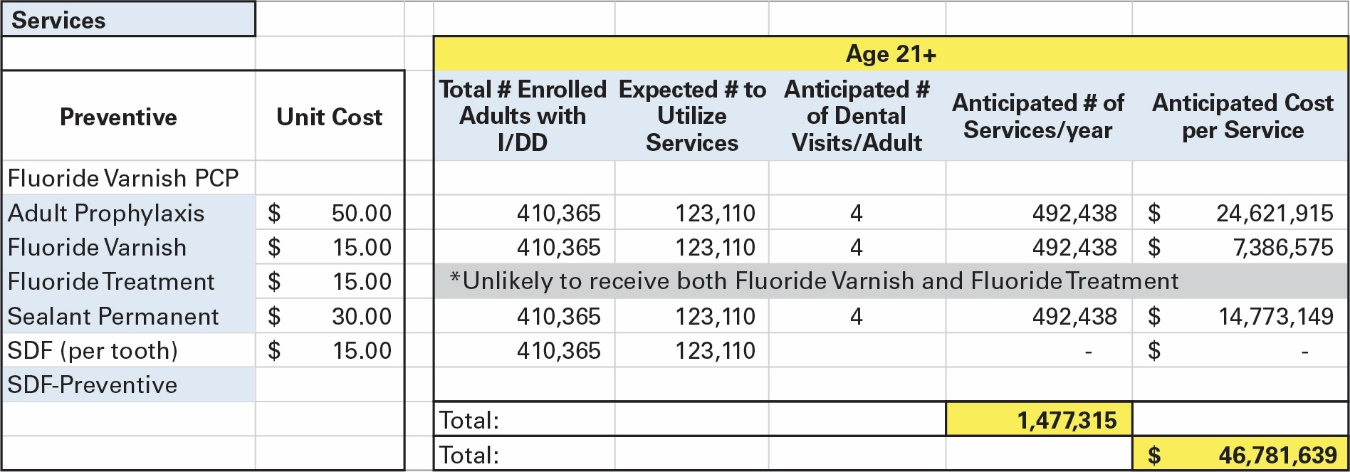 Services
Age 21+
Preventive Unit Cost Total # Enrolled Adults with I/DD Expected # to Utilize Services Anticipated # of Dental Visits/Adult Anticipated # of Services/year Anticipated Cost per Service
Fluoride Varnish PCP
Adult Prophylaxis $ 50.00 410,365 123,110 4 492,438 $ 24,621,915
Fluoride Varnish $ 15.00 410,365 123,110 4 492,438 $ 7,386,575
Fluoride Treatment $ 15.00 *Unlikely to receive both Fluoride Varnish and Fluoride Treatment
Sealant Permanent $ 30.00 410,365 123,110 4 492,438 $ 14,773,149
SDF (per tooth) $ 15.00 410,365 123,110 - $ -
SDF-Preventive
Total: 1,477,315
Total: $ 46,781,639